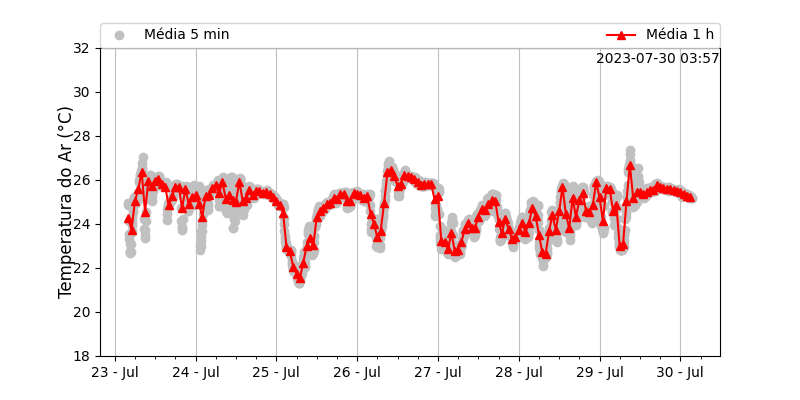 Média 5 min
Média 1 h
2023-07-30 03:57
Temperatura do Ar (°C)
32
30
28
26
24
22
20
18
23 - Jul
24 - Jul
25 - Jul
26 - Jul
27 - Jul
28 - Jul
29 - Jul
30 - Jul